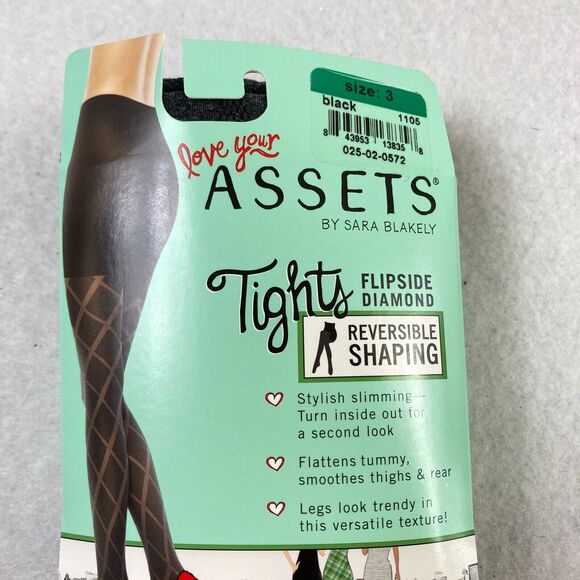 size: 3
black 1105
8 43953 13835 8
025-02-0572
love your
ASSETS®
BY SARA BLAKELY
Tights FLIPSIDE
DIAMOND
REVERSIBLE
SHAPING
Stylish slimming—
Turn inside out for
a second look
Flattens tummy,
smoothes thighs & rear
Legs look trendy in
this versatile texture!